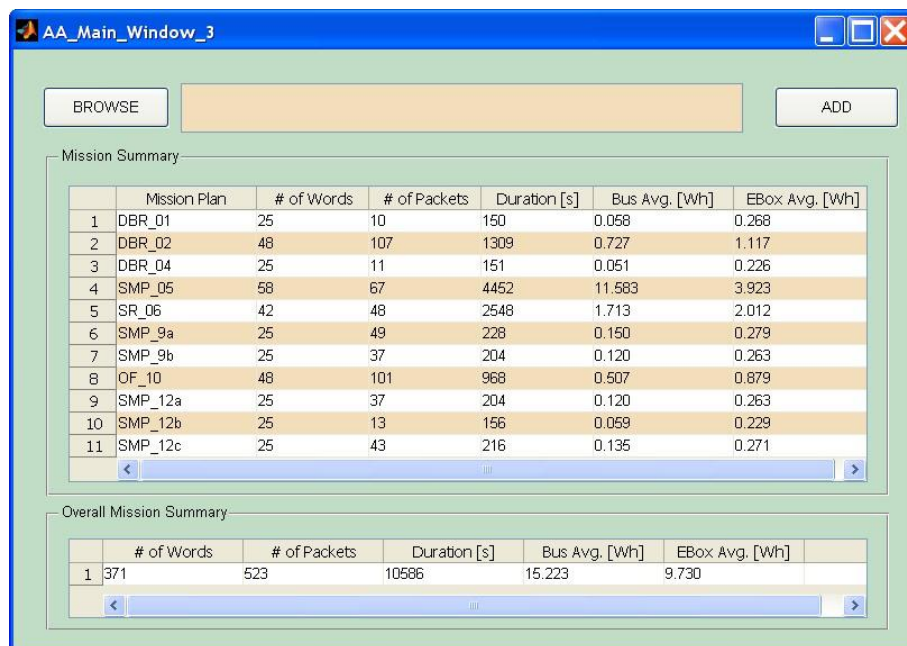 AA_Main_Window_3
BROWSE ADD
Mission Summary
Mission Plan # of Words # of Packets Duration [s] Bus Avg. [Wh] EBox Avg. [Wh]
1 DBR_01 25 10 150 0.058 0.268
2 DBR_02 48 107 1309 0.727 1.117
3 DBR_04 25 11 151 0.051 0.226
4 SMP_05 58 67 4452 11.583 3.923
5 SR_06 42 48 2548 1.713 2.012
6 SMP_9a 25 49 228 0.150 0.279
7 SMP_9b 25 37 204 0.120 0.263
8 OF_10 48 101 968 0.507 0.879
9 SMP_12a 25 37 204 0.120 0.263
10 SMP_12b 25 13 156 0.059 0.229
11 SMP_12c 25 43 216 0.135 0.271
Overall Mission Summary
# of Words # of Packets Duration [s] Bus Avg. [Wh] EBox Avg. [Wh]
1 371 523 10586 15.223 9.730